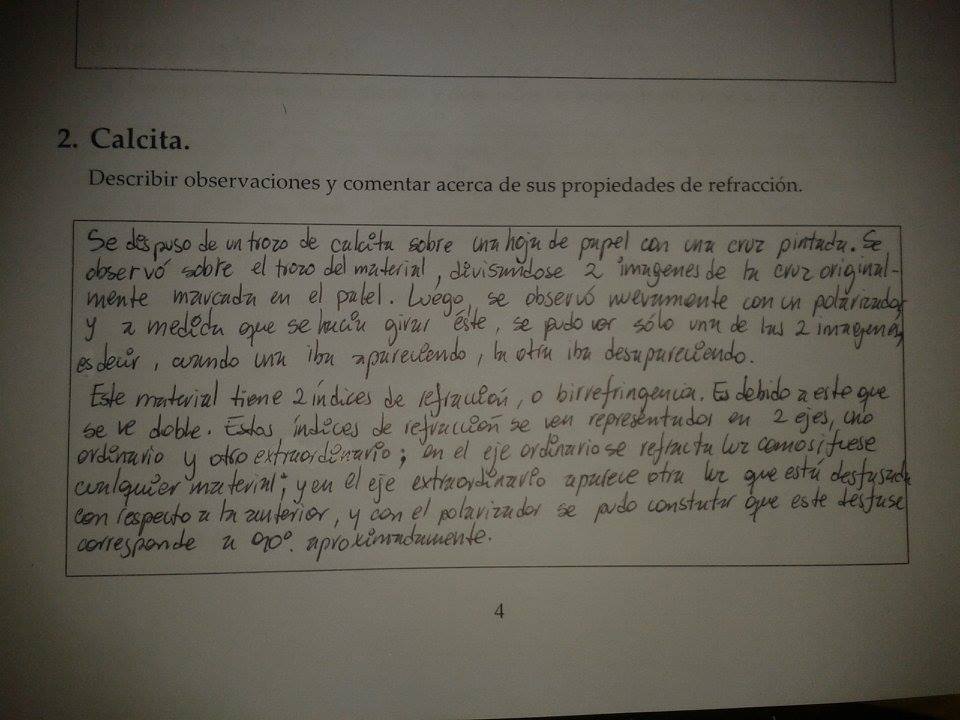 2. Calcita.
Describir observaciones y comentar acerca de sus propiedades de refracción.
Se dispuso de un trozo de calcita sobre una hoja de papel con una cruz pintada. Se
observó sobre el trozo del material, divisándose 2 imagenes de la cruz original-
mente marcada en el palel. Luego, se observó nuevamente con un polarizador
y a medida que se hacía girar éste, se pudo ver sólo una de las 2 imagenes
es decir, cuando una iba apareciendo, la otra iba desapareciendo.
Este material tiene 2 índices de refracción, o birrefringencia. Es debido a esto que
se ve doble. Estos índices de refracción se ven representados en 2 ejes, uno
ordinario y otro extraordinario; en el eje ordinario se refracta luz como si fuese
cualquier material; y en el eje extraordinario aparece otra luz que está desfasada
con respecto a la anterior, y con el polarizador se pudo constatar que este desfase
corresponde a 90°. aproximadamente.
4